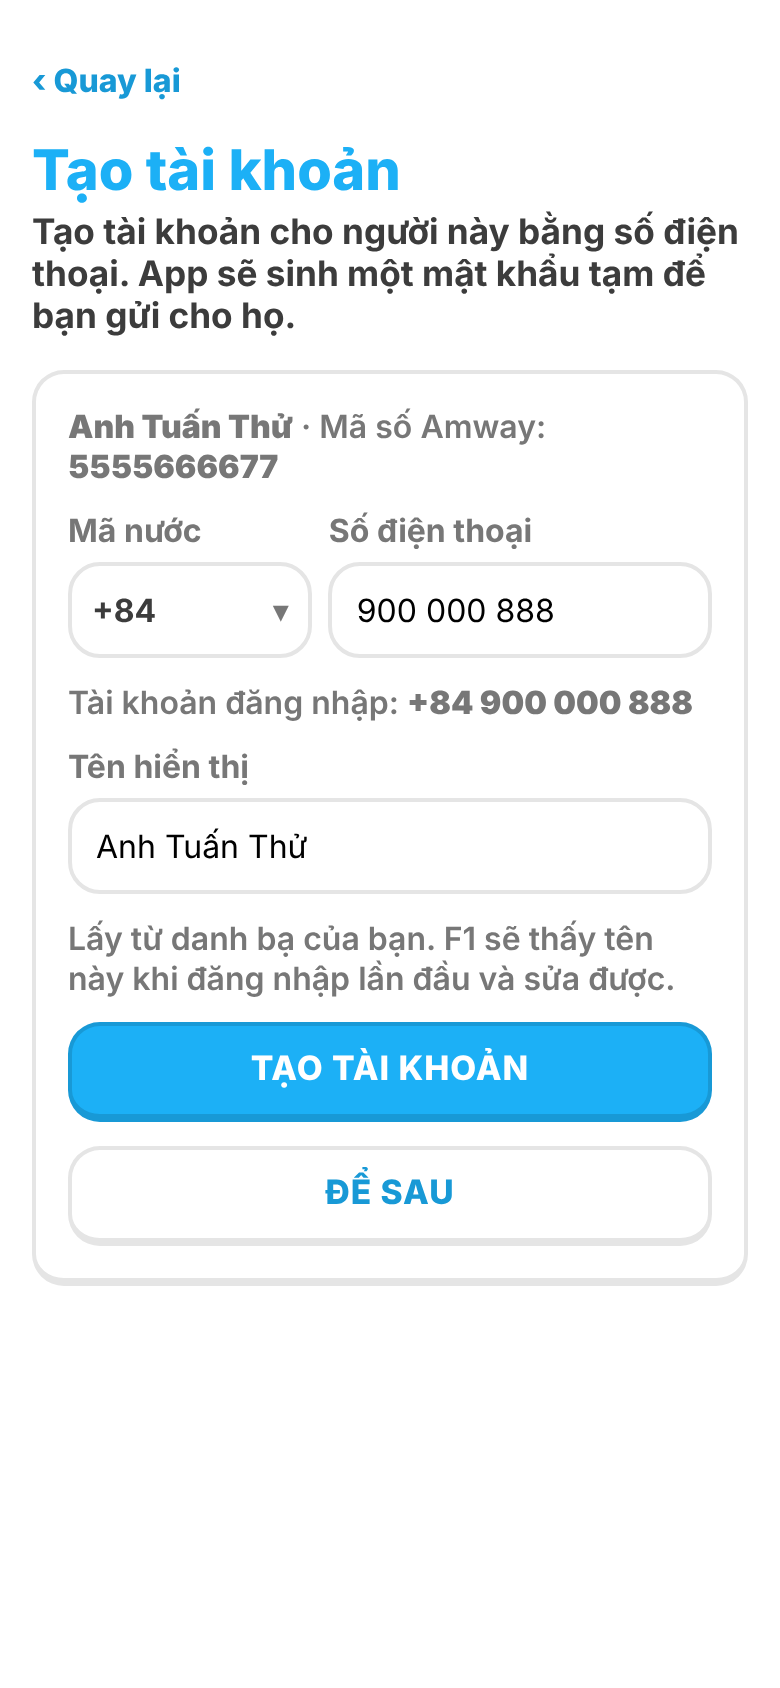 ‹ Quay lại
Tạo tài khoản
Tạo tài khoản cho người này bằng số điện
thoại. App sẽ sinh một mật khẩu tạm để
bạn gửi cho họ.
Anh Tuấn Thử · Mã số Amway:
5555666677
Mã nước
Số điện thoại
+84 ▾
900 000 888
Tài khoản đăng nhập: +84 900 000 888
Tên hiển thị
Anh Tuấn Thử
Lấy từ danh bạ của bạn. F1 sẽ thấy tên
này khi đăng nhập lần đầu và sửa được.
TẠO TÀI KHOẢN
ĐỂ SAU